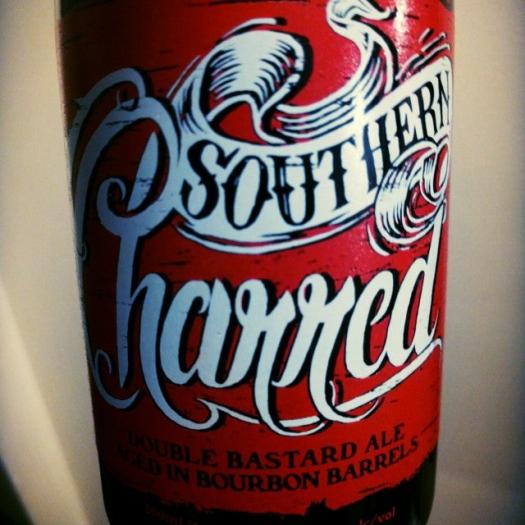 SOUTHERN
Charred
DOUBLE BASTARD ALE
AGED IN BOURBON BARRELS